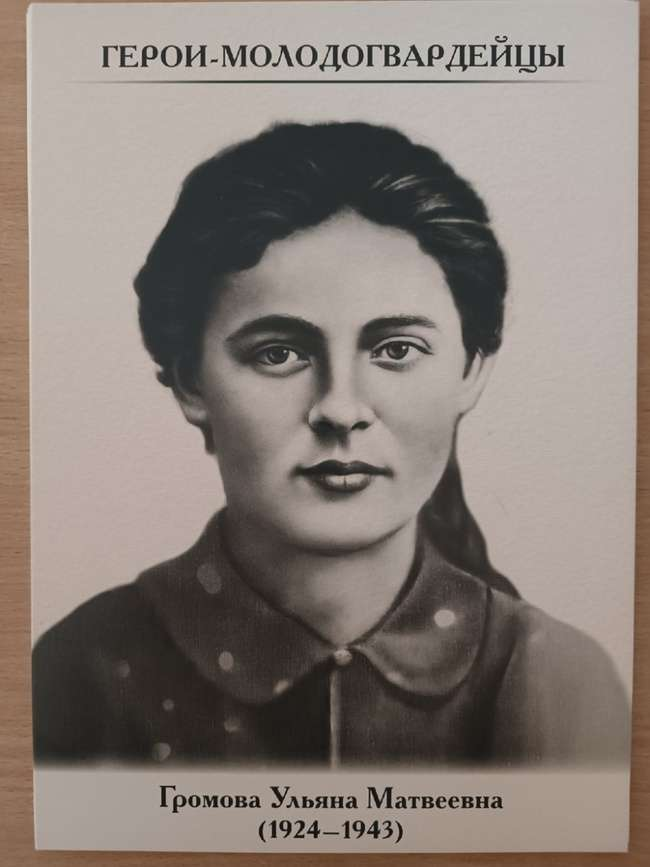 ГЕРОИ-МОЛОДОГВАРДЕЙЦЫ
Громова Ульяна Матвеевна
(1924—1943)